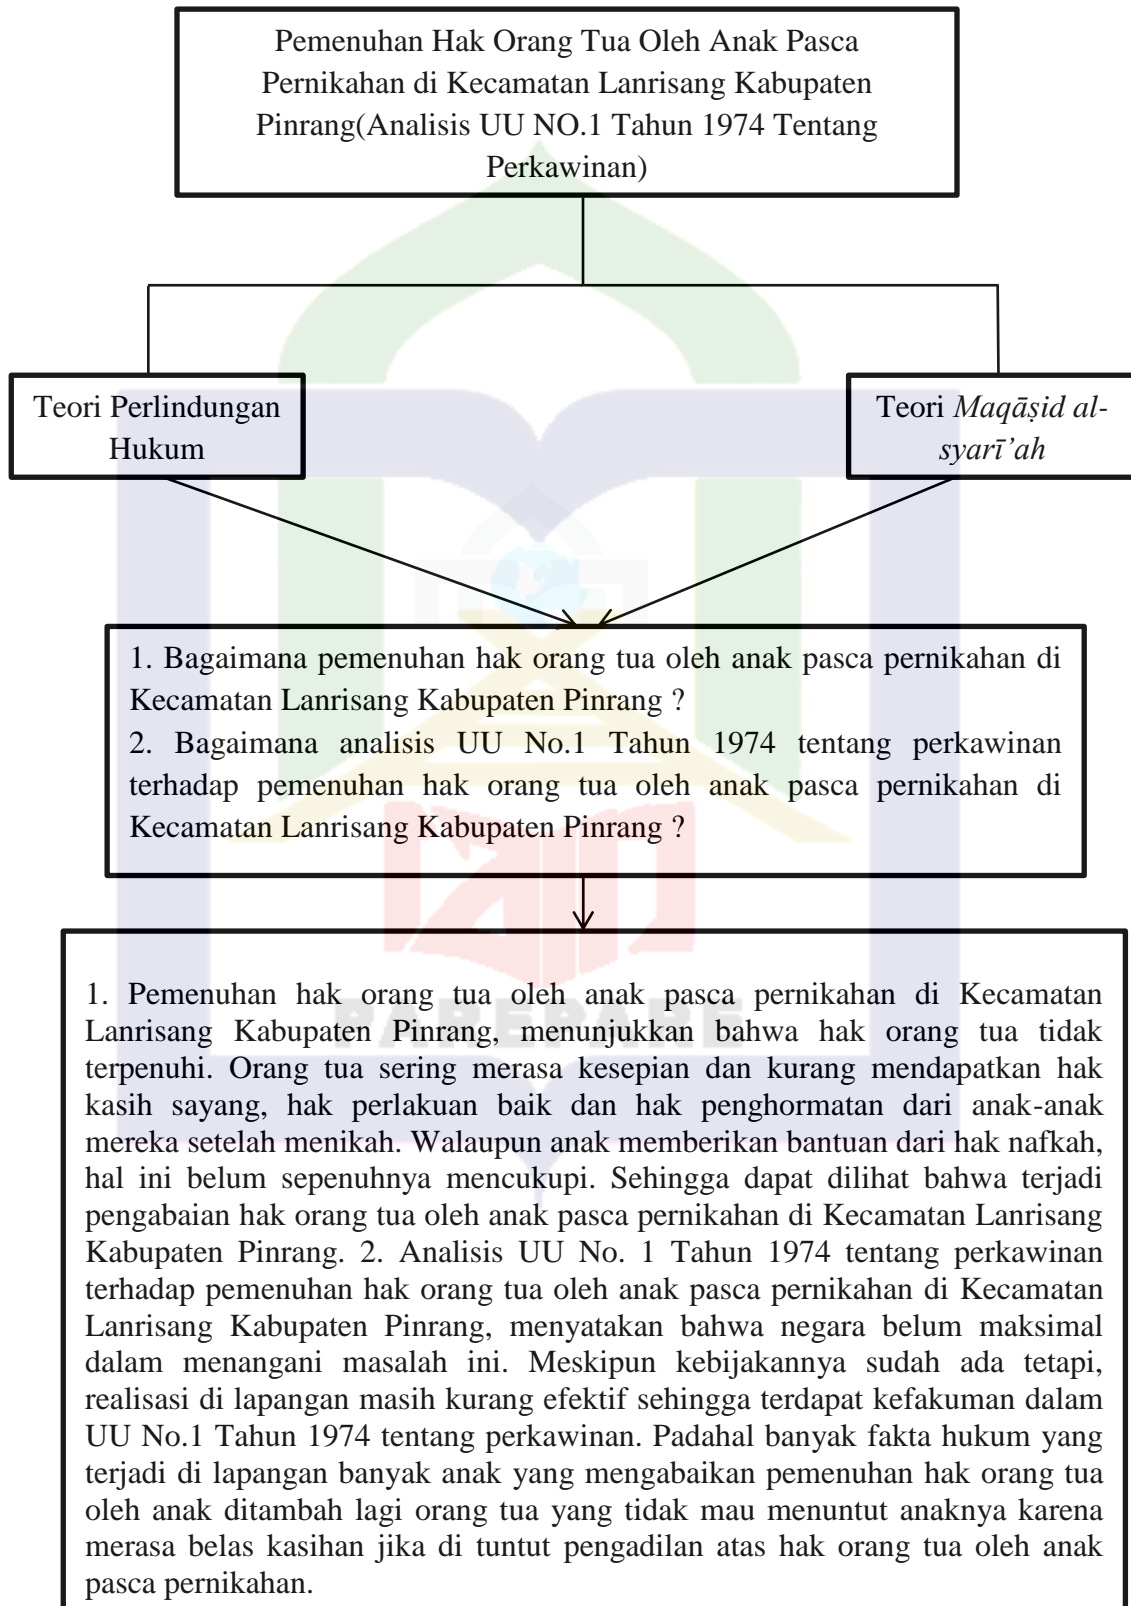 Pemenuhan Hak Orang Tua Oleh Anak Pasca
Pernikahan di Kecamatan Lanrisang Kabupaten
Pinrang(Analisis UU NO.1 Tahun 1974 Tentang
Perkawinan)
Teori Perlindungan
Hukum
Teori Maqāṣid al-
syarī’ah
1. Bagaimana pemenuhan hak orang tua oleh anak pasca pernikahan di
Kecamatan Lanrisang Kabupaten Pinrang ?
2. Bagaimana analisis UU No.1 Tahun 1974 tentang perkawinan
terhadap pemenuhan hak orang tua oleh anak pasca pernikahan di
Kecamatan Lanrisang Kabupaten Pinrang ?
1. Pemenuhan hak orang tua oleh anak pasca pernikahan di Kecamatan
Lanrisang Kabupaten Pinrang, menunjukkan bahwa hak orang tua tidak
terpenuhi. Orang tua sering merasa kesepian dan kurang mendapatkan hak
kasih sayang, hak perlakuan baik dan hak penghormatan dari anak-anak
mereka setelah menikah. Walaupun anak memberikan bantuan dari hak nafkah,
hal ini belum sepenuhnya mencukupi. Sehingga dapat dilihat bahwa terjadi
pengabaian hak orang tua oleh anak pasca pernikahan di Kecamatan Lanrisang
Kabupaten Pinrang. 2. Analisis UU No. 1 Tahun 1974 tentang perkawinan
terhadap pemenuhan hak orang tua oleh anak pasca pernikahan di Kecamatan
Lanrisang Kabupaten Pinrang, menyatakan bahwa negara belum maksimal
dalam menangani masalah ini. Meskipun kebijakannya sudah ada tetapi,
realisasi di lapangan masih kurang efektif sehingga terdapat kefakuman dalam
UU No.1 Tahun 1974 tentang perkawinan. Padahal banyak fakta hukum yang
terjadi di lapangan banyak anak yang mengabaikan pemenuhan hak orang tua
oleh anak ditambah lagi orang tua yang tidak mau menuntut anaknya karena
merasa belas kasihan jika di tuntut pengadilan atas hak orang tua oleh anak
pasca pernikahan.
PAREPARE